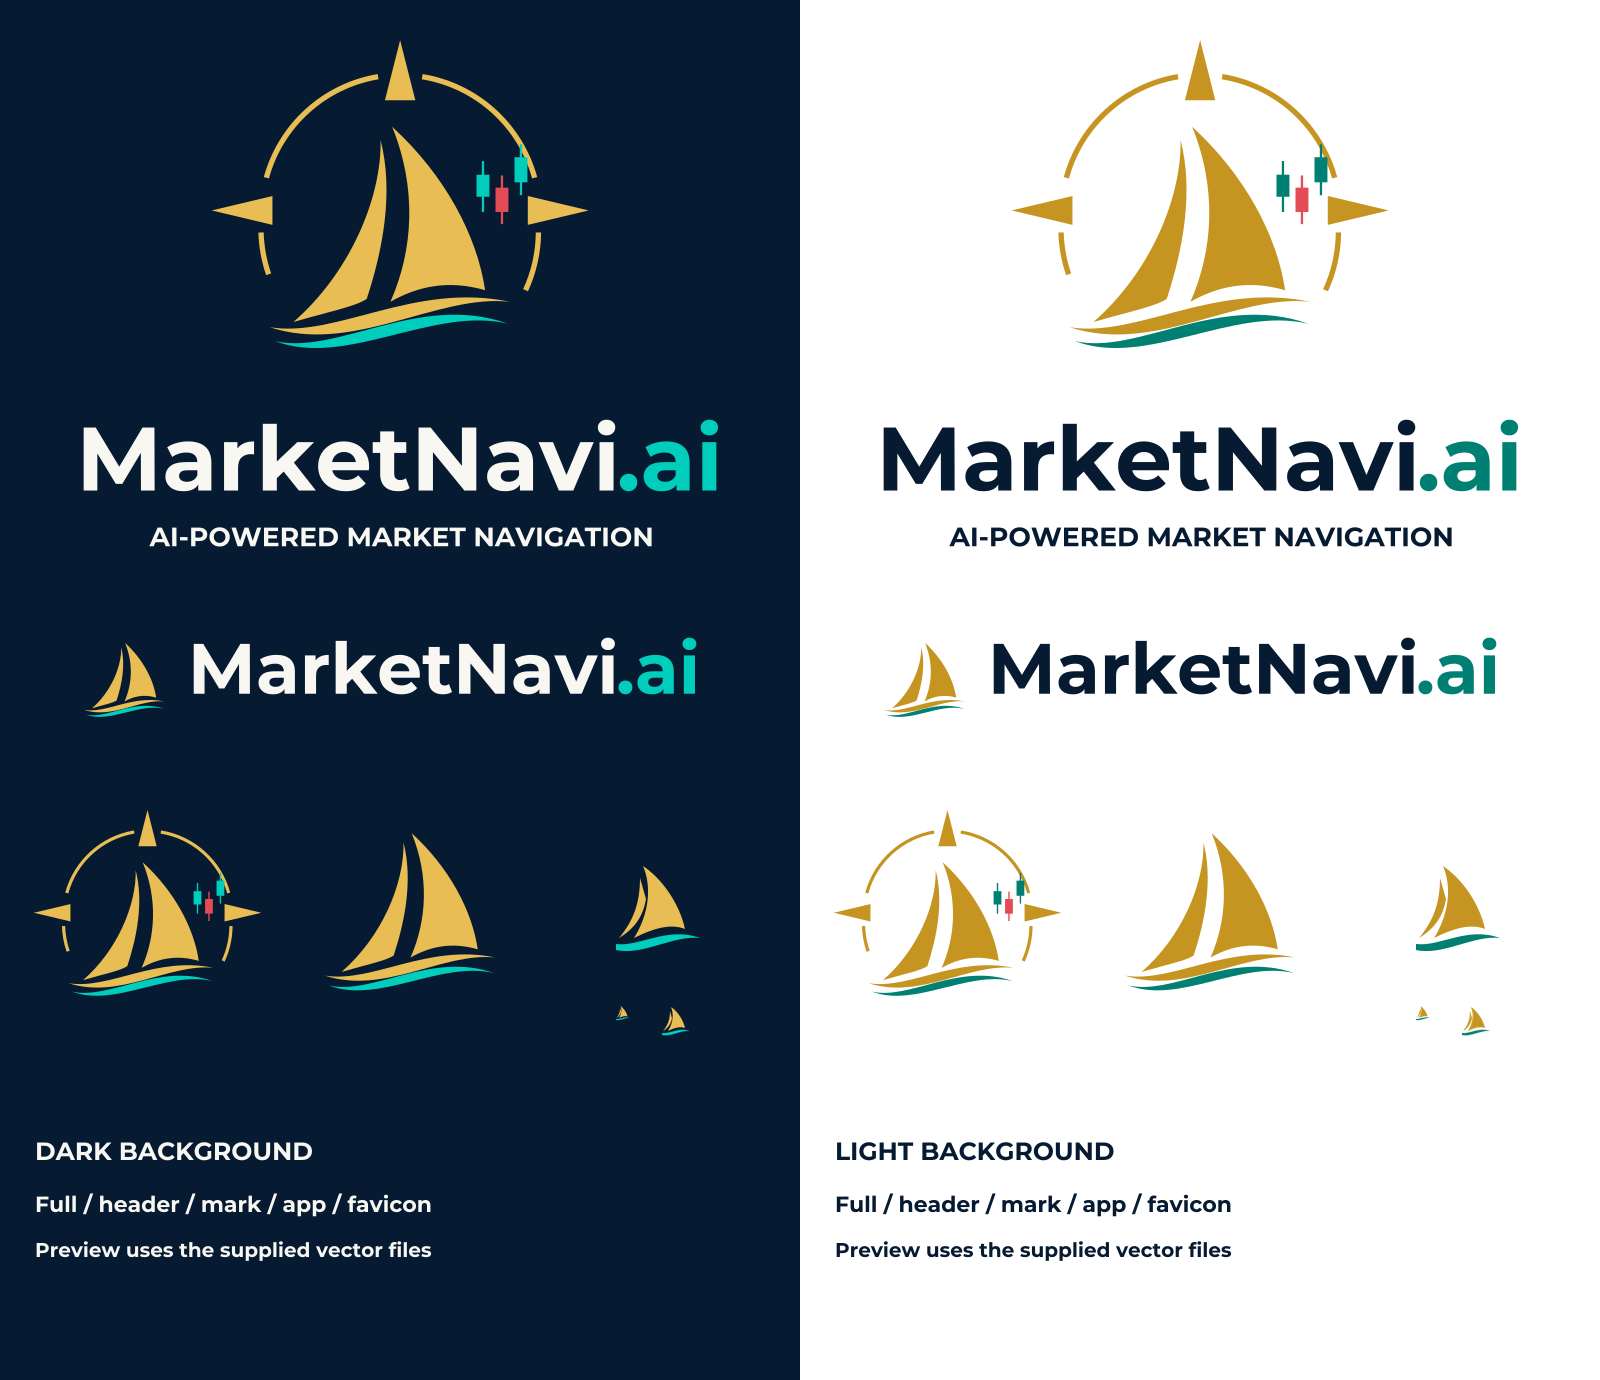 MarketNavi.ai
AI-POWERED MARKET NAVIGATION
MarketNavi.ai
DARK BACKGROUND
Full / header / mark / app / favicon
Preview uses the supplied vector files
MarketNavi.ai
AI-POWERED MARKET NAVIGATION
MarketNavi.ai
LIGHT BACKGROUND
Full / header / mark / app / favicon
Preview uses the supplied vector files